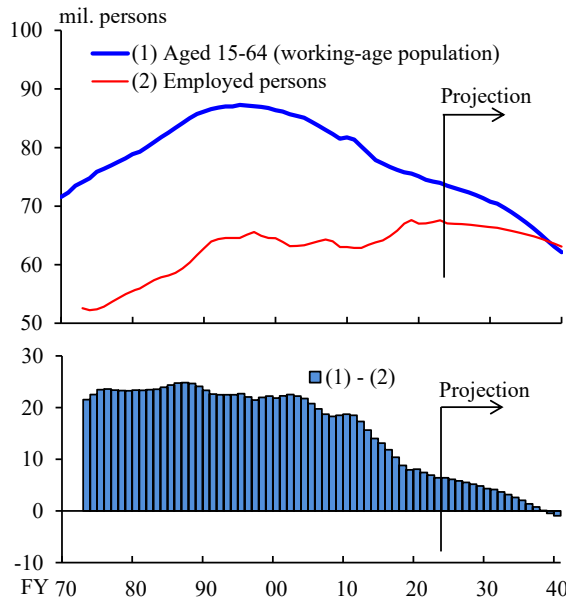 mil. persons
100
(1) Aged 15-64 (working-age population)
(2) Employed persons
Projection
90
80
70
60
50
30
(1) - (2)
Projection
20
10
0
-10
FY 70 80 90 00 10 20 30 40